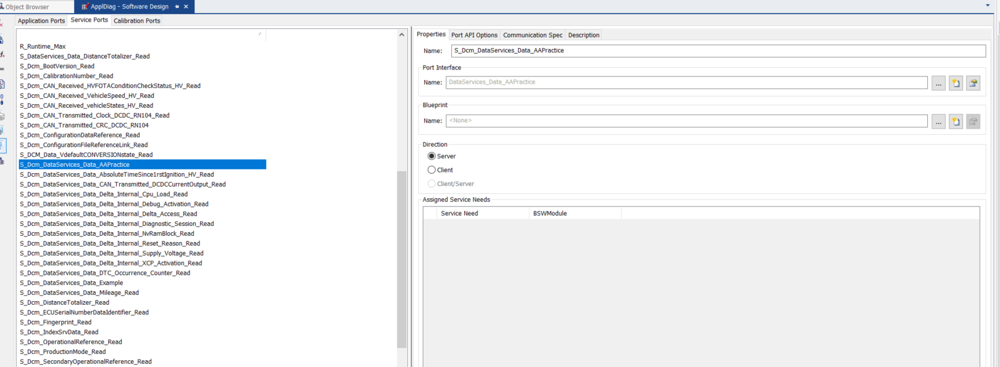 Object Browser
ApplDiag - Software Design
Application Ports Service Ports Calibration Ports
R_Runtime_Max
S_DataServices_Data_DistanceTotalizer_Read
S_Dcm_BootVersion_Read
S_Dcm_CalibrationNumber_Read
S_Dcm_CAN_Received_HVFOTAConditionCheckStatus_HV_Read
S_Dcm_CAN_Received_VehicleSpeed_HV_Read
S_Dcm_CAN_Received_vehicleStates_HV_Read
S_Dcm_CAN_Transmitted_Clock_DCDC_RN104_Read
S_Dcm_CAN_Transmitted_CRC_DCDC_RN104
S_Dcm_ConfigurationDataReference_Read
S_Dcm_ConfigurationFileReferenceLink_Read
S_DCM_Data_VdefaultCONVERSIONstate_Read
S_Dcm_DataServices_Data_AAPractice
S_Dcm_DataServices_Data_AbsoluteTimeSince1rstIgnition_HV_Read
S_Dcm_DataServices_Data_CAN_Transmitted_DCDCCurrentOutput_Read
S_Dcm_DataServices_Data_Delta_Internal_Cpu_Load_Read
S_Dcm_DataServices_Data_Delta_Internal_Debug_Activation_Read
S_Dcm_DataServices_Data_Delta_Internal_Delta_Access_Read
S_Dcm_DataServices_Data_Delta_Internal_Diagnostic_Session_Read
S_Dcm_DataServices_Data_Delta_Internal_NvRamBlock_Read
S_Dcm_DataServices_Data_Delta_Internal_Reset_Reason_Read
S_Dcm_DataServices_Data_Delta_Internal_Supply_Voltage_Read
S_Dcm_DataServices_Data_Delta_Internal_XCP_Activation_Read
S_Dcm_DataServices_Data_DTC_Occurrence_Counter_Read
S_Dcm_DataServices_Data_Example
S_Dcm_DataServices_Data_Mileage_Read
S_Dcm_DistanceTotalizer_Read
S_Dcm_ECUSerialNumberDataIdentifier_Read
S_Dcm_Fingerprint_Read
S_Dcm_IndexSrvData_Read
S_Dcm_OperationalReference_Read
S_Dcm_ProductionMode_Read
S_Dcm_SecondaryOperationalReference_Read
Properties Port API Options Communication Spec Description
Name: S_Dcm_DataServices_Data_AAPractice
Port Interface
Name: DataServices_Data_AAPractice ...
Blueprint
Name: <None> ...
Direction
Server
Client
Client/Server
Assigned Service Needs
Service Need BSWModule